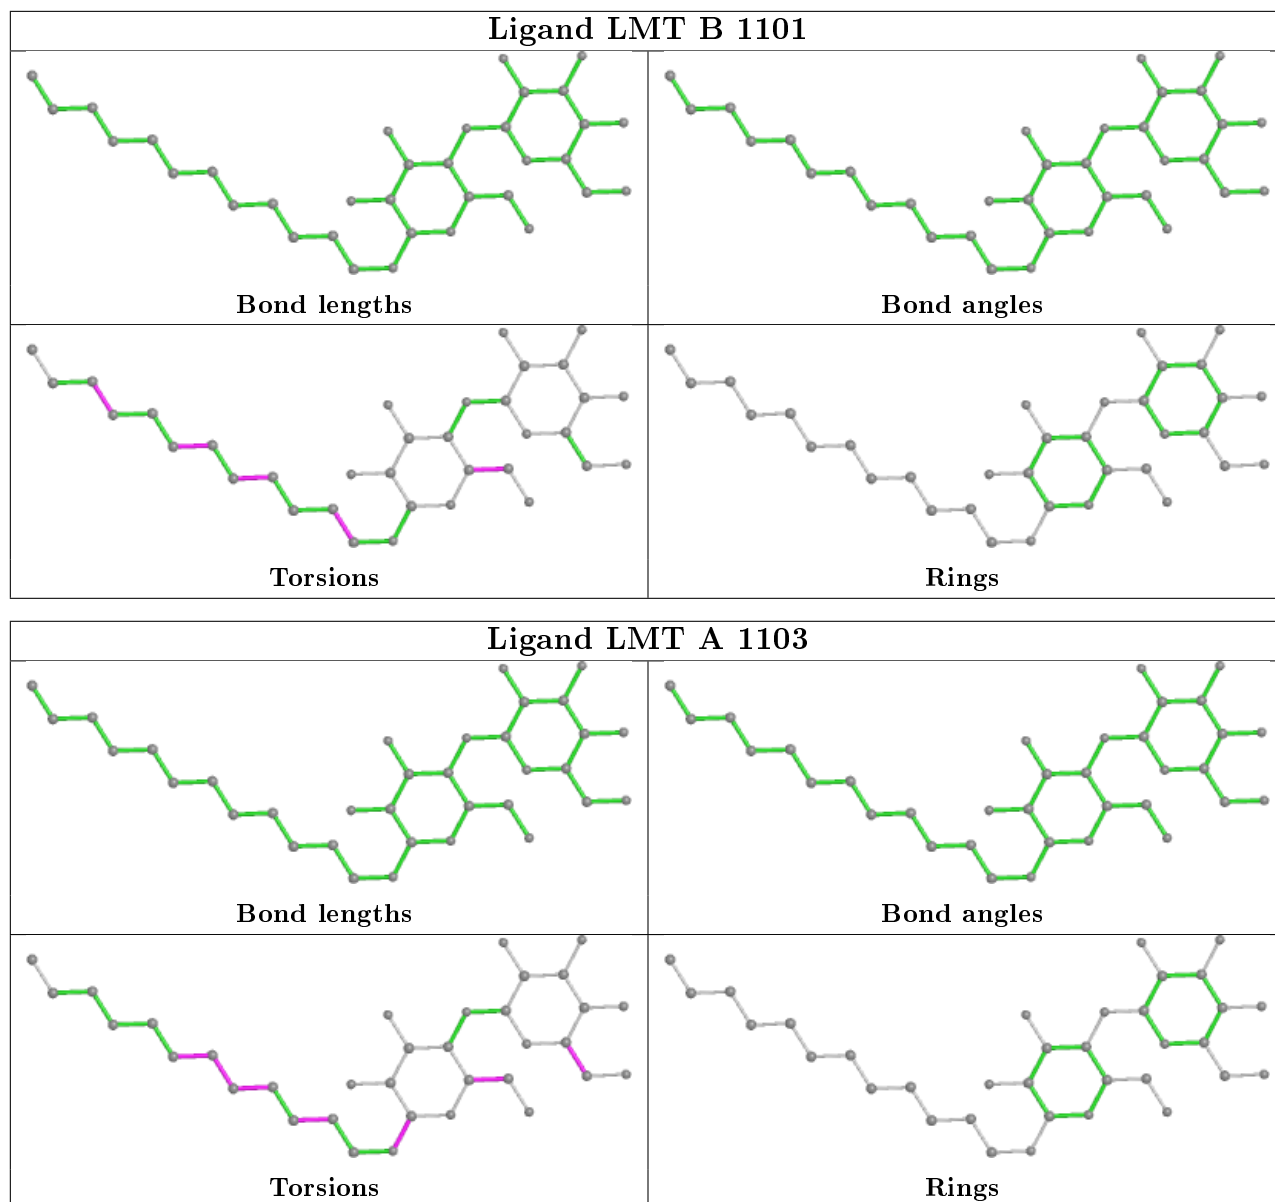 Ligand LMT B 1101
Bond lengths
Bond angles
Torsions
Rings
Ligand LMT A 1103
Bond lengths
Bond angles
Torsions
Rings